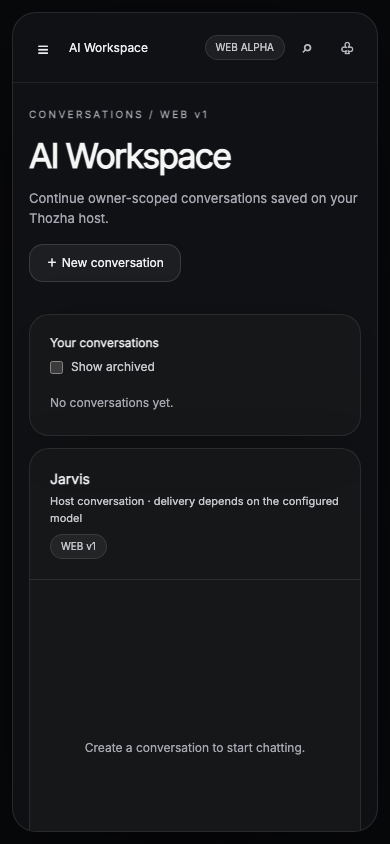 AI Workspace
WEB ALPHA
CONVERSATIONS / WEB v1
AI Workspace
Continue owner-scoped conversations saved on your
Thozha host.
+ New conversation
Your conversations
Show archived
No conversations yet.
Jarvis
Host conversation · delivery depends on the configured
model
WEB v1
Create a conversation to start chatting.